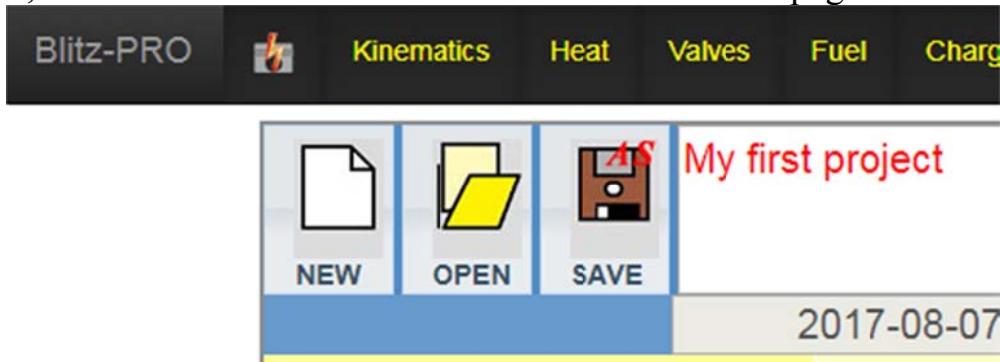 Blitz-PRO Kinematics Heat Valves Fuel
AS
My first project
NEW OPEN SAVE
2017-08-07